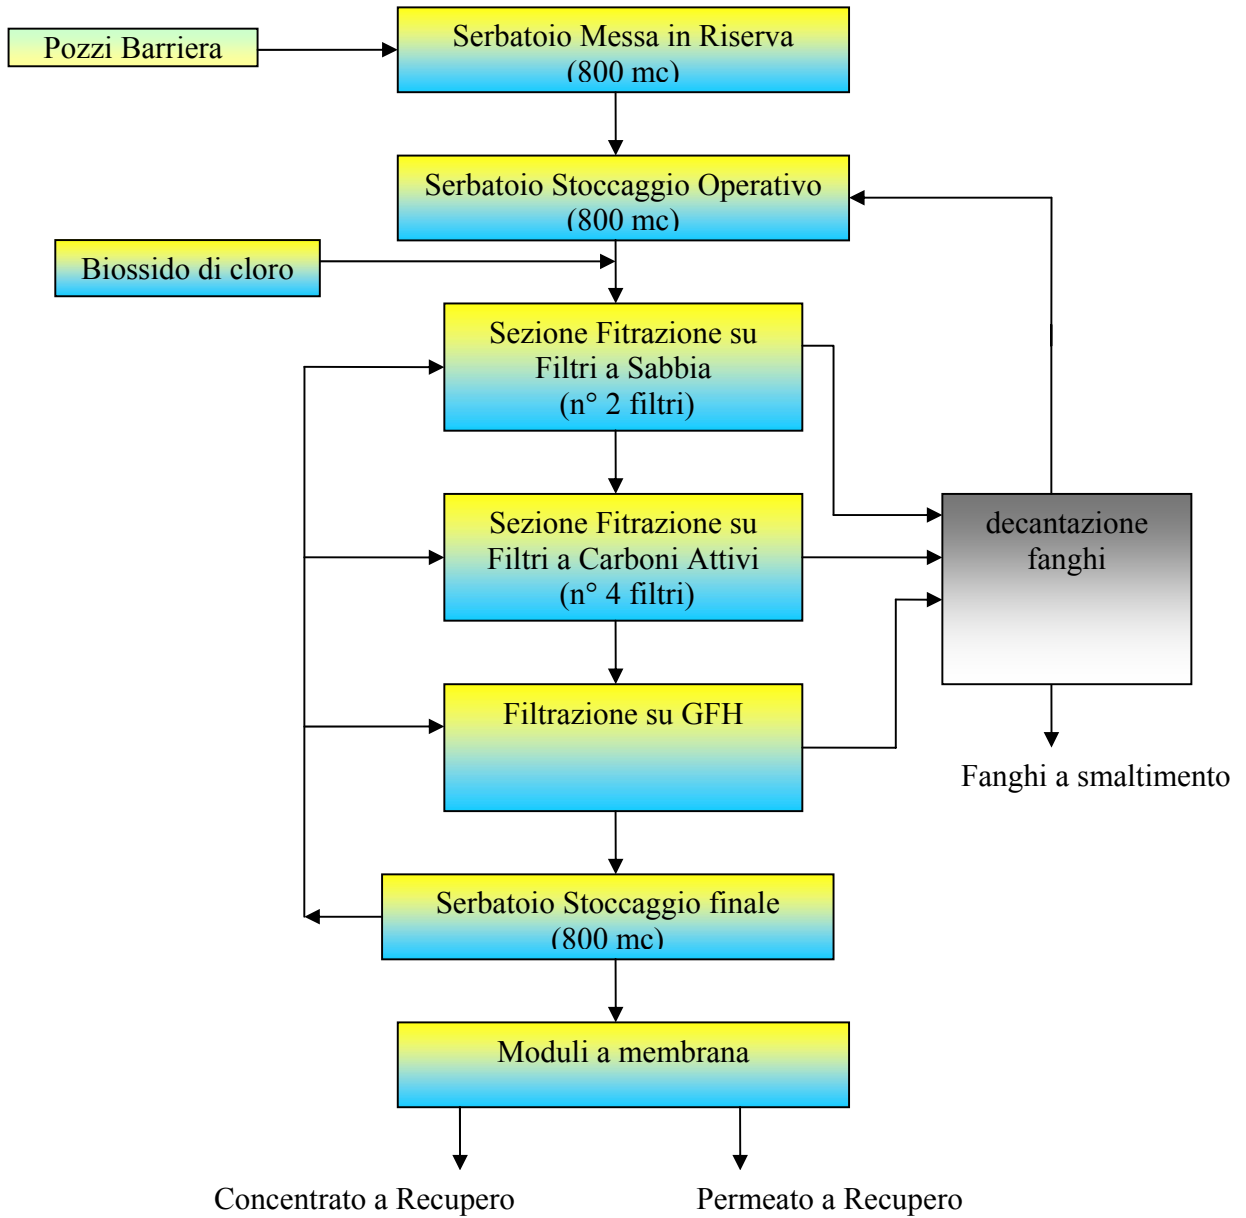 Pozzi Barriera
Serbatoio Messa in Riserva
(800 mc)
Serbatoio Stoccaggio Operativo
(800 mc)
Biossido di cloro
Sezione Fitrazione su
Filtri a Sabbia
(n° 2 filtri)
Sezione Fitrazione su
Filtri a Carboni Attivi
(n° 4 filtri)
decantazione
fanghi
Filtrazione su GFH
Fanghi a smaltimento
Serbatoio Stoccaggio finale
(800 mc)
Moduli a membrana
Concentrato a Recupero
Permeato a Recupero